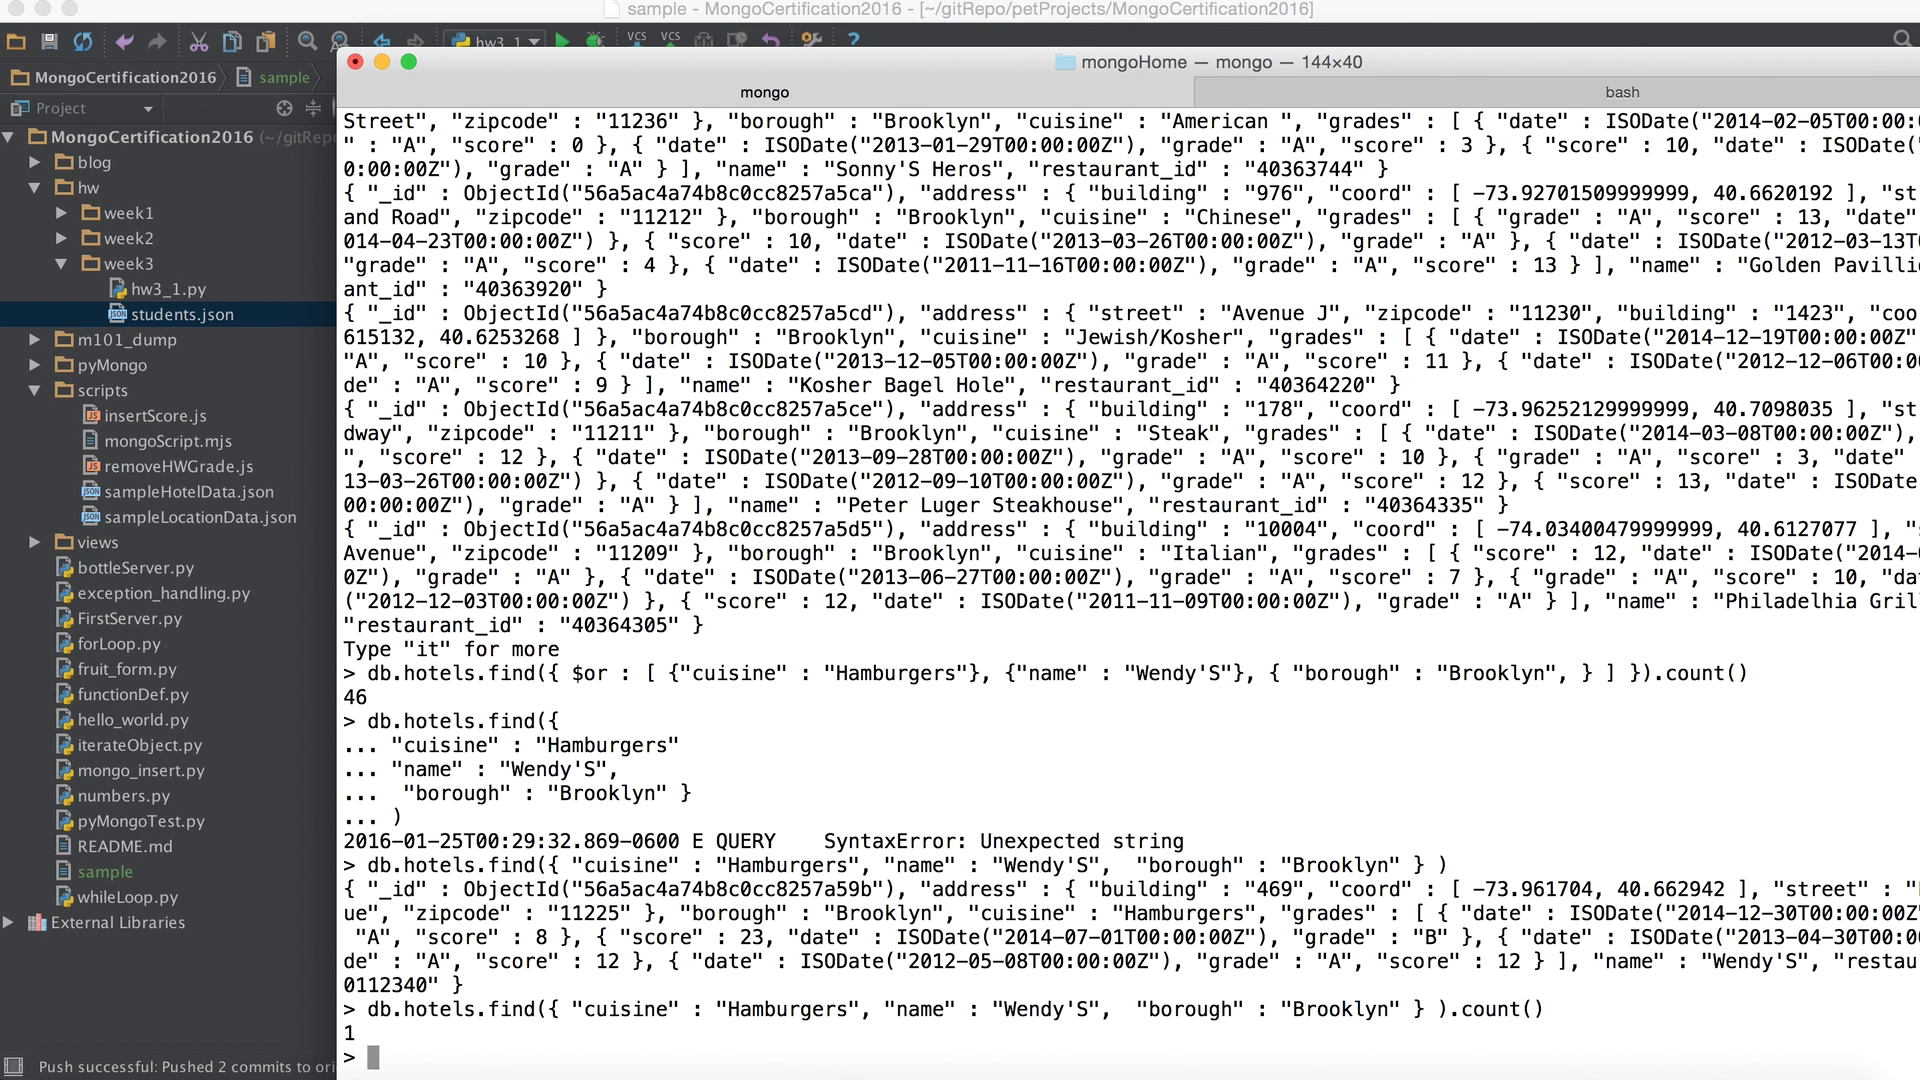 sample - MongoCertification2016 - [~/gitRepo/petProjects/MongoCertification2016]
hw3_1
VCS VCS
?
MongoCertification2016
sample
Project
MongoCertification2016 (~/gitRepo
blog
hw
week1
week2
week3
hw3_1.py
students.json
m101_dump
pyMongo
scripts
insertScore.js
mongoScript.mjs
removeHWGrade.js
sampleHotelData.json
sampleLocationData.json
views
bottleServer.py
exception_handling.py
FirstServer.py
forLoop.py
fruit_form.py
functionDef.py
hello_world.py
iterateObject.py
mongo_insert.py
numbers.py
pyMongoTest.py
README.md
sample
whileLoop.py
External Libraries
Push successful: Pushed 2 commits to ori
mongoHome — mongo — 144×40
mongo
bash
Street", "zipcode" : "11236" }, "borough" : "Brooklyn", "cuisine" : "American ", "grades" : [ { "date" : ISODate("2014-02-05T00:00:0
" : "A", "score" : 0 }, { "date" : ISODate("2013-01-29T00:00:00Z"), "grade" : "A", "score" : 3 }, { "score" : 10, "date" : ISODate("
0:00:00Z"), "grade" : "A" } ], "name" : "Sonny'S Heros", "restaurant_id" : "40363744" }
{ "_id" : ObjectId("56a5ac4a74b8c0cc8257a5ca"), "address" : { "building" : "976", "coord" : [ -73.92701509999999, 40.6620192 ], "st
and Road", "zipcode" : "11212" }, "borough" : "Brooklyn", "cuisine" : "Chinese", "grades" : [ { "grade" : "A", "score" : 13, "date"
014-04-23T00:00:00Z") }, { "score" : 10, "date" : ISODate("2013-03-26T00:00:00Z"), "grade" : "A" }, { "date" : ISODate("2012-03-13T0
"grade" : "A", "score" : 4 }, { "date" : ISODate("2011-11-16T00:00:00Z"), "grade" : "A", "score" : 13 } ], "name" : "Golden Pavilli
ant_id" : "40363920" }
{ "_id" : ObjectId("56a5ac4a74b8c0cc8257a5cd"), "address" : { "street" : "Avenue J", "zipcode" : "11230", "building" : "1423", "coo
615132, 40.6253268 ] }, "borough" : "Brooklyn", "cuisine" : "Jewish/Kosher", "grades" : [ { "date" : ISODate("2014-12-19T00:00:00Z"
"A", "score" : 10 }, { "date" : ISODate("2013-12-05T00:00:00Z"), "grade" : "A", "score" : 11 }, { "date" : ISODate("2012-12-06T00:0
de" : "A", "score" : 9 } ], "name" : "Kosher Bagel Hole", "restaurant_id" : "40364220" }
{ "_id" : ObjectId("56a5ac4a74b8c0cc8257a5ce"), "address" : { "building" : "178", "coord" : [ -73.96252129999999, 40.7098035 ], "st
dway", "zipcode" : "11211" }, "borough" : "Brooklyn", "cuisine" : "Steak", "grades" : [ { "date" : ISODate("2014-03-08T00:00:00Z"),
", "score" : 12 }, { "date" : ISODate("2013-09-28T00:00:00Z"), "grade" : "A", "score" : 10 }, { "grade" : "A", "score" : 3, "date"
13-03-26T00:00:00Z") }, { "date" : ISODate("2012-09-10T00:00:00Z"), "grade" : "A", "score" : 12 }, { "score" : 13, "date" : ISODate
00:00:00Z"), "grade" : "A" } ], "name" : "Peter Luger Steakhouse", "restaurant_id" : "40364335" }
{ "_id" : ObjectId("56a5ac4a74b8c0cc8257a5d5"), "address" : { "building" : "10004", "coord" : [ -74.03400479999999, 40.6127077 ], "s
Avenue", "zipcode" : "11209" }, "borough" : "Brooklyn", "cuisine" : "Italian", "grades" : [ { "score" : 12, "date" : ISODate("2014-
0Z"), "grade" : "A" }, { "date" : ISODate("2013-06-27T00:00:00Z"), "grade" : "A", "score" : 7 }, { "grade" : "A", "score" : 10, "dat
("2012-12-03T00:00:00Z") }, { "score" : 12, "date" : ISODate("2011-11-09T00:00:00Z"), "grade" : "A" } ], "name" : "Philadelhia Gril
"restaurant_id" : "40364305" }
Type "it" for more
> db.hotels.find({ $or : [ {"cuisine" : "Hamburgers"}, {"name" : "Wendy'S"}, { "borough" : "Brooklyn", } ] }).count()
46
> db.hotels.find({
... "cuisine" : "Hamburgers"
... "name" : "Wendy'S",
...  "borough" : "Brooklyn" }
... )
2016-01-25T00:29:32.869-0600 E QUERY    SyntaxError: Unexpected string
> db.hotels.find({ "cuisine" : "Hamburgers", "name" : "Wendy'S",  "borough" : "Brooklyn" } )
{ "_id" : ObjectId("56a5ac4a74b8c0cc8257a59b"), "address" : { "building" : "469", "coord" : [ -73.961704, 40.662942 ], "street" : "
ue", "zipcode" : "11225" }, "borough" : "Brooklyn", "cuisine" : "Hamburgers", "grades" : [ { "date" : ISODate("2014-12-30T00:00:00Z"
"A", "score" : 8 }, { "score" : 23, "date" : ISODate("2014-07-01T00:00:00Z"), "grade" : "B" }, { "date" : ISODate("2013-04-30T00:00
de" : "A", "score" : 12 }, { "date" : ISODate("2012-05-08T00:00:00Z"), "grade" : "A", "score" : 12 } ], "name" : "Wendy'S", "restau
0112340" }
> db.hotels.find({ "cuisine" : "Hamburgers", "name" : "Wendy'S",  "borough" : "Brooklyn" } ).count()
1
>